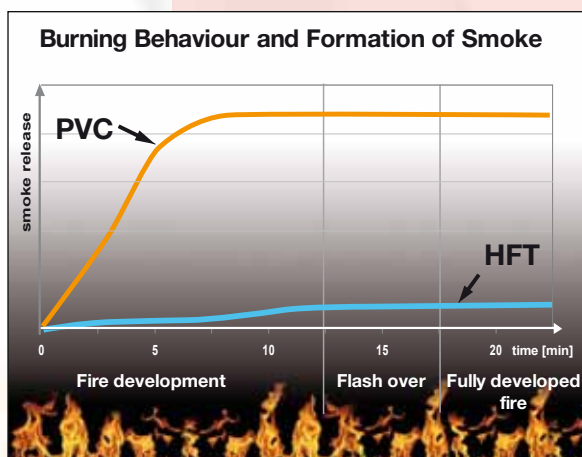 Burning Behaviour and Formation of Smoke
smoke release
PVC
HFT
0 5 10 15 20 time [min]
Fire development Flash over Fully developed
fire